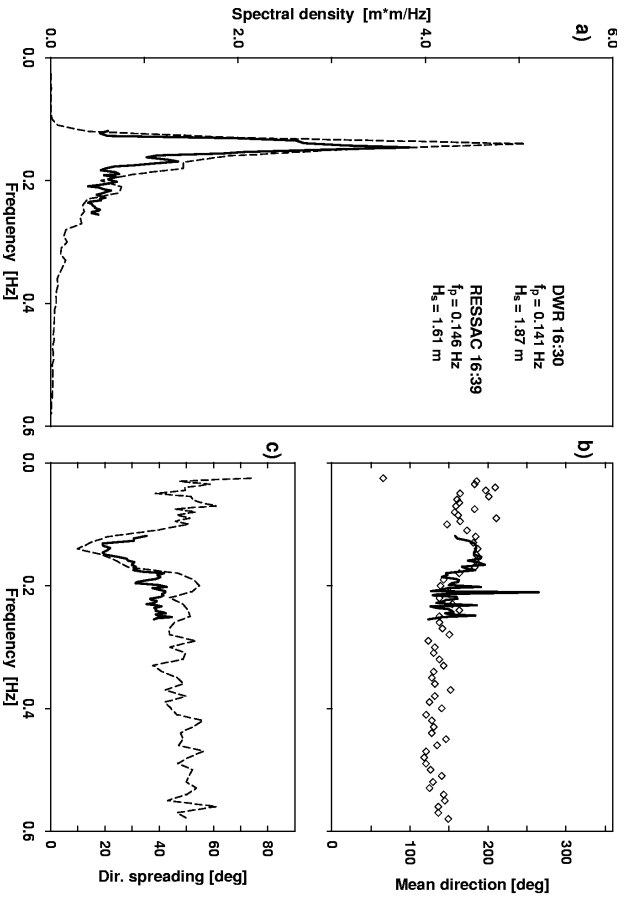 a)
Spectral density [m*m/Hz]
0.0
2.0
4.0
6.0
0.0
0.2
0.4
0.6
Frequency [Hz]
DWR 16:30
fp = 0.141 Hz
Hs = 1.87 m
RESSAC 16:39
fp = 0.146 Hz
Hs = 1.61 m
b)
Mean direction [deg]
0
100
200
300
c)
Dir. spreading [deg]
0
20
40
60
80
0.0
0.2
0.4
0.6
Frequency [Hz]